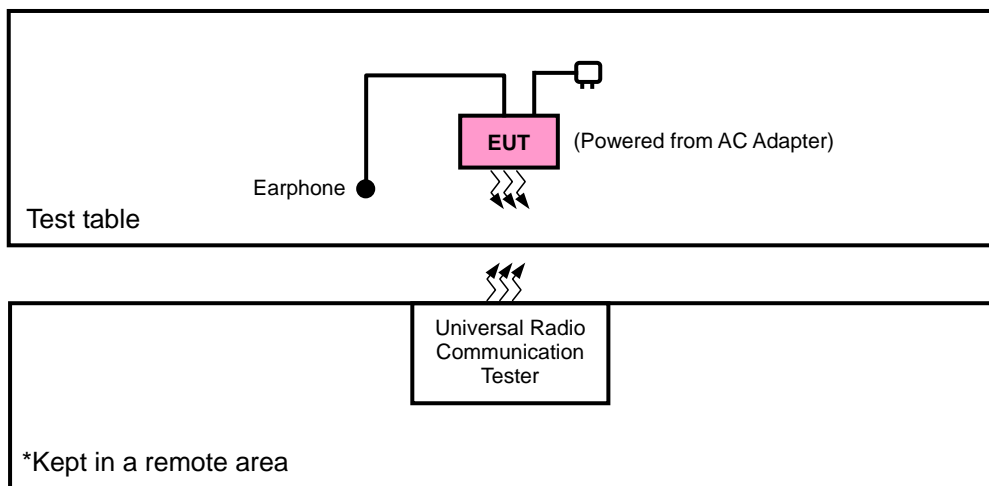 EUT
(Powered from AC Adapter)
Earphone
Test table
Universal Radio
Communication
Tester
*Kept in a remote area